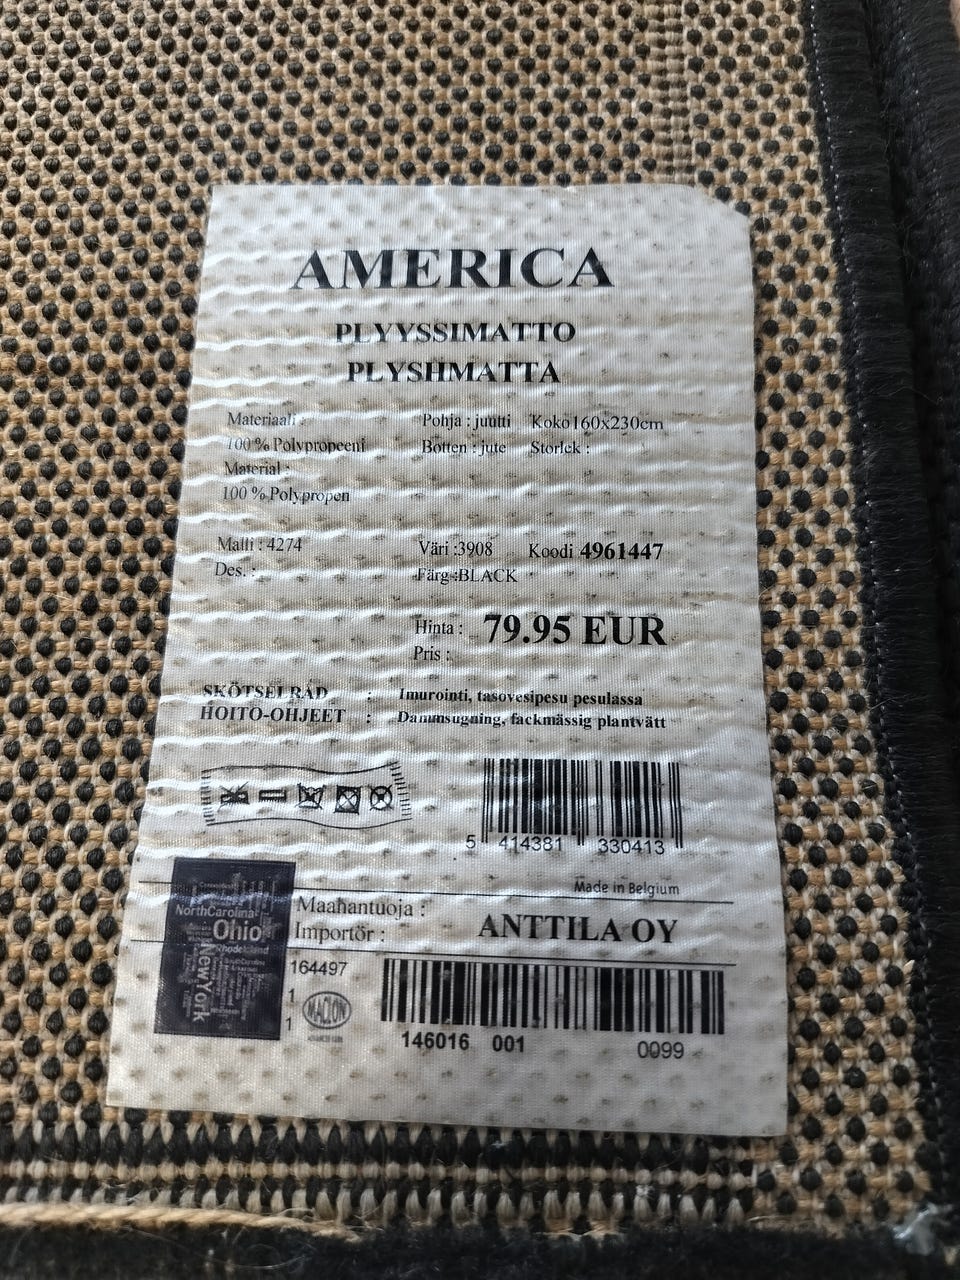 AMERICA
PLYYSSIMATTO
PLYSHMATTA
Materiaali : Pohja : juutti Koko160x230cm
100 % Polypropeeni Botten : jute Storlek :
Material :
100 % Polypropen
Malli : 4274 Väri :3908 Koodi 4961447
Des. : Färg :BLACK
Hinta : 79.95 EUR
Pris :
SKÖTSELRÅD : Imurointi, tasovesipesu pesulassa
HOITO-OHJEET : Dammsugning, fackmässig plantvätt
5 414381 330413
Made in Belgium
NorthCarolina
Ohio
RhodeIsland
SouthCarolina
NewYork
Maahantuoja :
Importör : ANTTILA OY
164497
1
1
146016 001 0099